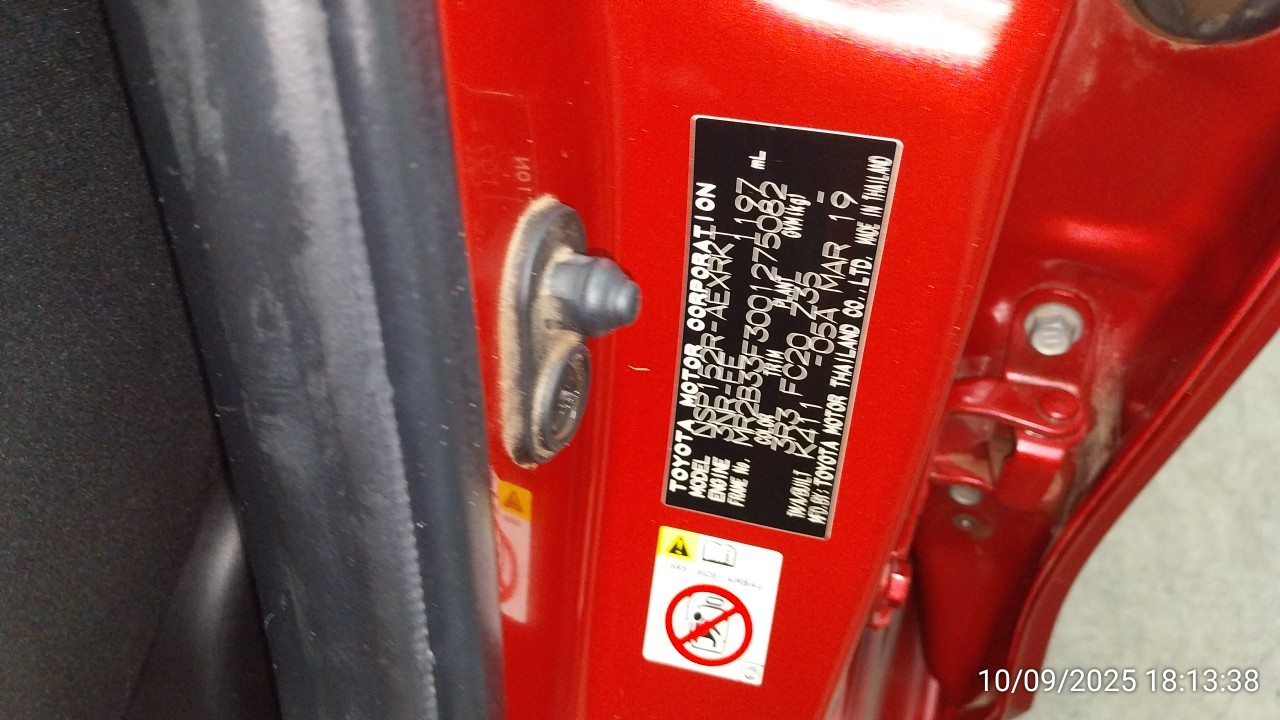 TOYOTA MOTOR CORPORATION
MODEL NSP152R-AEXRK
ENGINE 3NR-FE 1197 mL
FRAME No. MR2B33F3001275082
COLOR TRIM PLANT GVM(kg)
3R3 FC20 Z35 -
K411 -05A MAR 19
MFD.BY: TOYOTA MOTOR THAILAND CO.,LTD. MADE IN THAILAND
10/09/2025 18:13:38